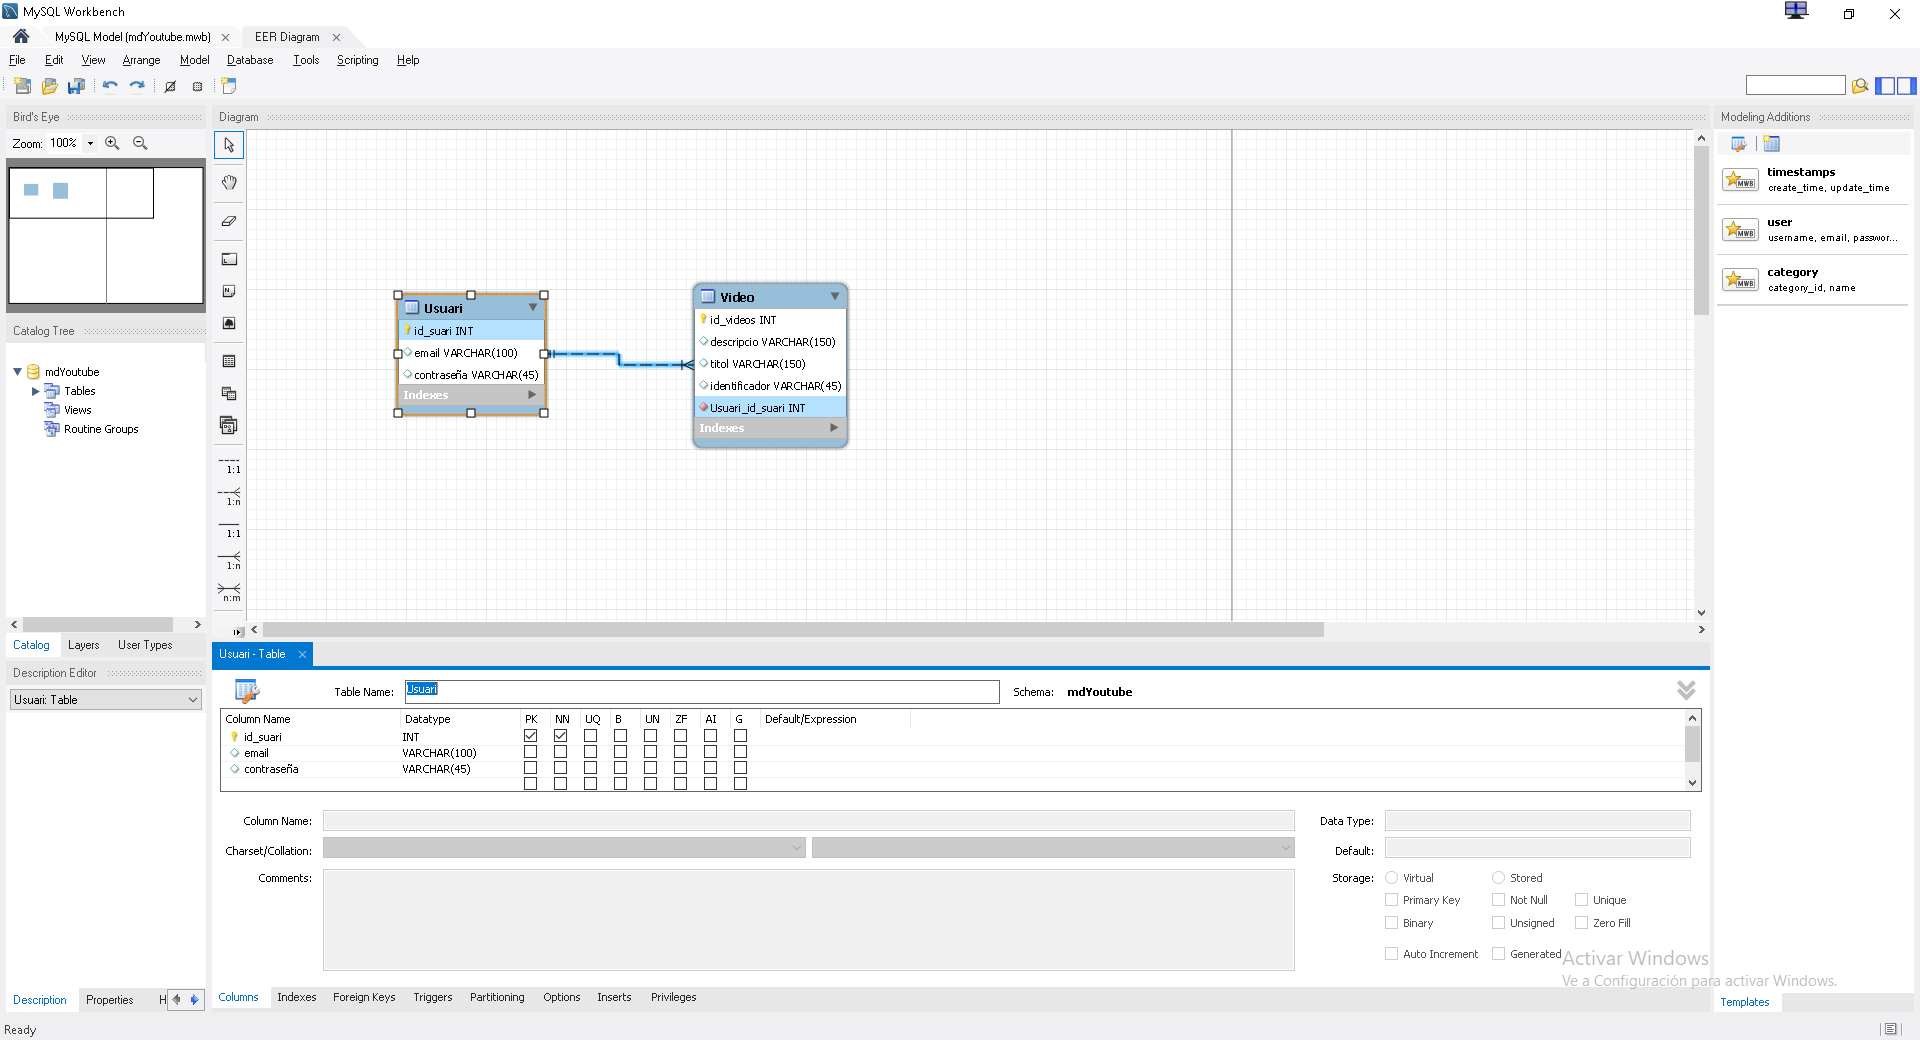 MySQL Workbench
MySQL Model (mdYoutube.mwb)
EER Diagram
File Edit View Arrange Model Database Tools Scripting Help
Bird's Eye
Zoom: 100%
Diagram
Modeling Additions
timestamps
create_time, update_time
user
username, email, passwor...
category
category_id, name
Catalog Tree
mdYoutube
Tables
Views
Routine Groups
1:1
1:n
1:1
1:n
n:m
Usuari
id_suari INT
email VARCHAR(100)
contraseña VARCHAR(45)
Indexes
Video
id_videos INT
descripcio VARCHAR(150)
titol VARCHAR(150)
identificador VARCHAR(45)
Usuari_id_suari INT
Indexes
Catalog Layers User Types
Description Editor
Usuari: Table
Usuari - Table
Table Name: Usuari Schema: mdYoutube
Column Name Datatype PK NN UQ B UN ZF AI G Default/Expression
id_suari INT
email VARCHAR(100)
contraseña VARCHAR(45)
Column Name: Data Type:
Charset/Collation: Default:
Comments: Storage: Virtual Stored
Primary Key Not Null Unique
Binary Unsigned Zero Fill
Auto Increment Generated
Activar Windows
Ve a Configuración para activar Windows.
Description Properties H
Columns Indexes Foreign Keys Triggers Partitioning Options Inserts Privileges
Templates
Ready